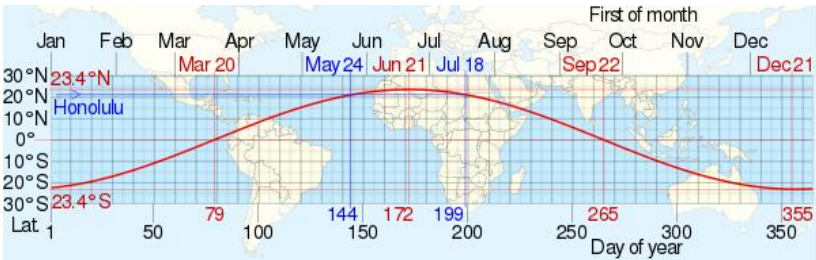 First of month
Jan Feb Mar Apr May Jun Jul Aug Sep Oct Nov Dec
Mar 20 May 24 Jun 21 Jul 18 Sep 22 Dec 21
30°N 23.4°N
20°N
Honolulu
10°N
0°
10°S
20°S
30°S 23.4°S
Lat 79 144 172 199 265 355
1 50 100 150 200 250 300 350
Day of year